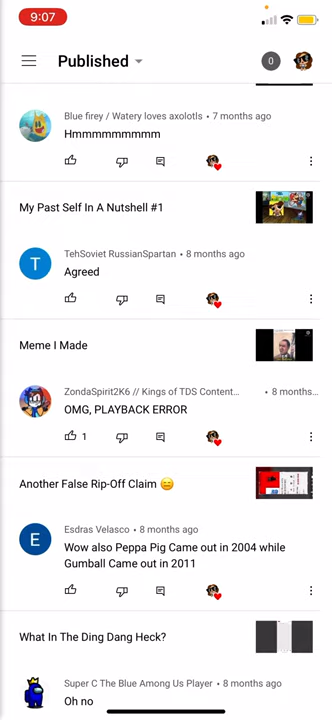 9:07
Published
0
Blue firey / Watery loves axolotls • 7 months ago
Hmmmmmmmmm
My Past Self In A Nutshell #1
T
TehSoviet RussianSpartan • 8 months ago
Agreed
Meme I Made
ZondaSpirit2K6 // Kings of TDS Content... • 8 months...
OMG, PLAYBACK ERROR
1
Another False Rip-Off Claim 😑
E
Esdras Velasco • 8 months ago
Wow also Peppa Pig Came out in 2004 while
Gumball Came out in 2011
What In The Ding Dang Heck?
Super C The Blue Among Us Player • 8 months ago
Oh no